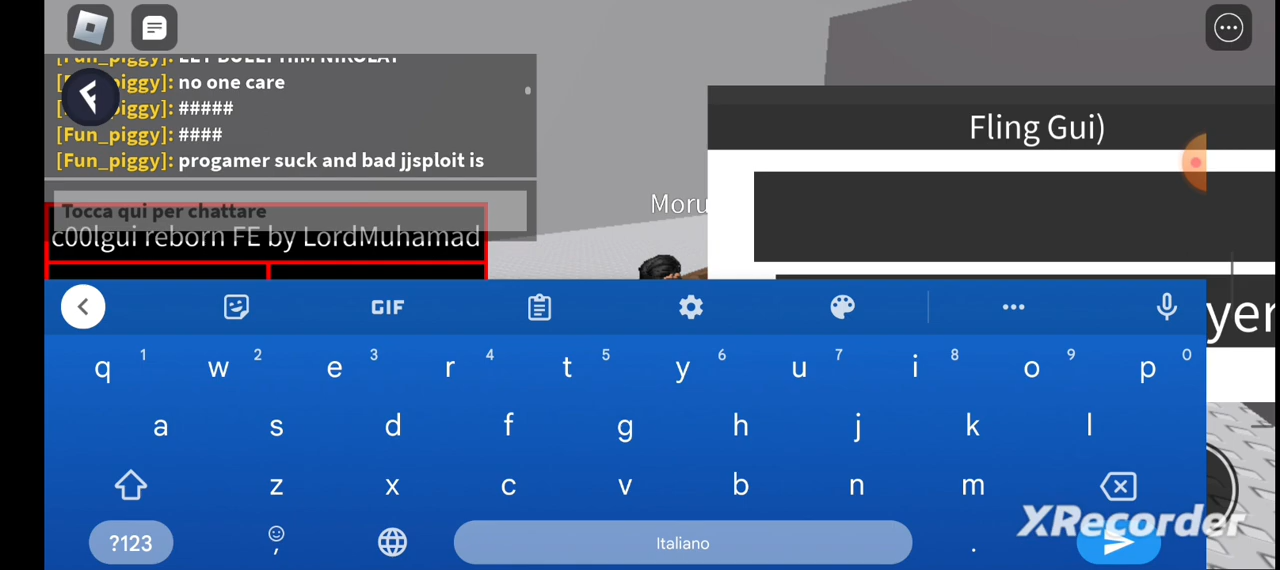 no one care
[Fun_piggy]: #####
[Fun_piggy]: ####
[Fun_piggy]: progamer suck and bad jjsploit is
Tocca qui per chattare
c00lgui reborn FE by LordMuhamad
Fling Gui)
Moru
yer
GIF
q 1 w 2 e 3 r 4 t 5 y 6 u 7 i 8 o 9 p 0
a s d f g h j k l
z x c v b n m
XRecorder
?123 , Italiano .